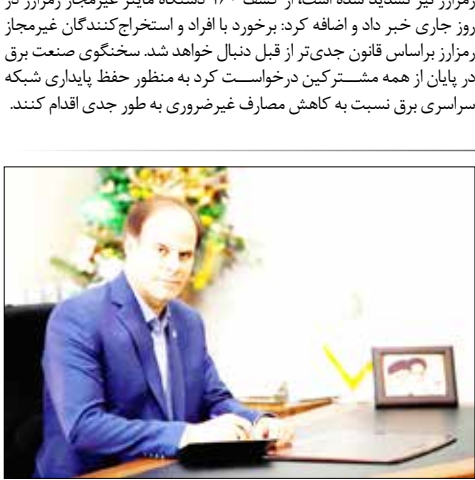 رمزارز نیز تشدید شده است، از کشف ۱۶۰ دستگاه ماینر غیرمجاز رمزارز در
روز جاری خبر داد و اضافه کرد: برخورد با افراد و استخراج‌کنندگان غیرمجاز
رمزارز براساس قانون جدی‌تر از قبل دنبال خواهد شد. سخنگوی صنعت برق
در پایان از همه مشــترکین درخواســت کرد به منظور حفظ پایداری شبکه
سراسری برق نسبت به کاهش مصارف غیرضروری به طور جدی اقدام کنند.